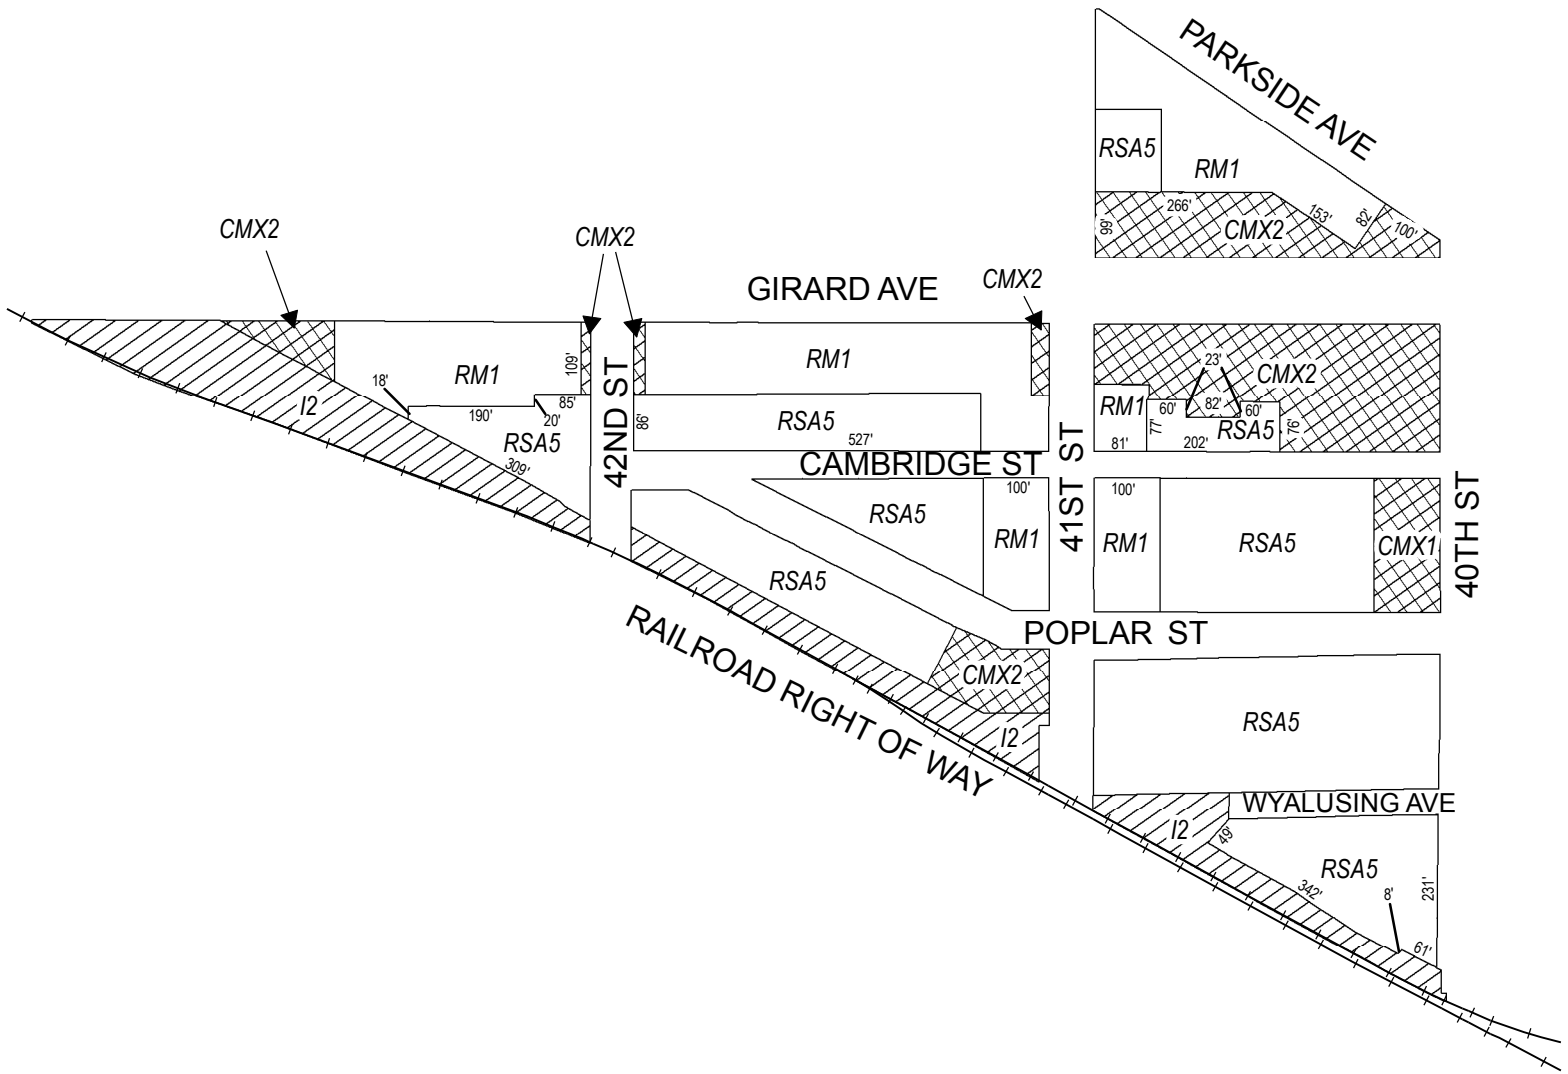 PARKSIDE AVE
RSA5
RM1
266'
153'
82'
100'
99'
CMX2
CMX2
CMX2
CMX2
GIRARD AVE
RM1
109'
18'
190'
85'
20'
I2
RSA5
309'
42ND ST
86'
RM1
RSA5
527'
23'
CMX2
RM1
60'
82'
60'
77'
RSA5
76'
81'
202'
CAMBRIDGE ST
41ST ST
100'
100'
RSA5
RM1
RM1
RSA5
CMX1
40TH ST
RSA5
POPLAR ST
CMX2
I2
RAILROAD RIGHT OF WAY
RSA5
WYALUSING AVE
I2
49'
RSA5
342'
8'
231'
61'